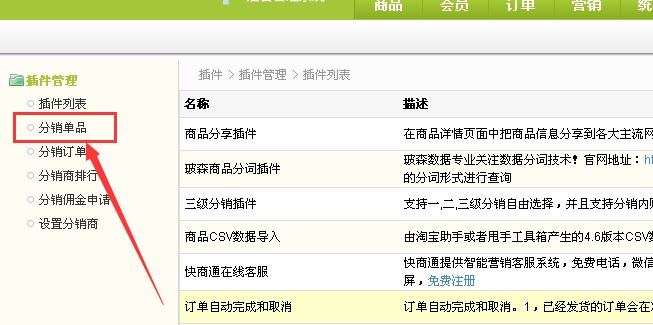 商品
会员
订单
营销
插件管理
插件列表
分销单品
分销订单
分销商排行
分销佣金申请
设置分销商
插件 > 插件管理 > 插件列表
名称 描述
商品分享插件 在商品详情页面中把商品信息分享到各大主流网
玻森商品分词插件 玻森数据专业关注数据分词技术！官网地址：
的分词形式进行查询
三级分销插件 支持一,二,三级分销自由选择，并且支持分销内
商品CSV数据导入 由淘宝助手或者甩手工具箱产生的4.6版本CSV
快商通在线客服 快商通提供智能营销客服系统，免费电话，微信
屏，免费注册
订单自动完成和取消 订单自动完成和取消。1，已经发货的订单会在